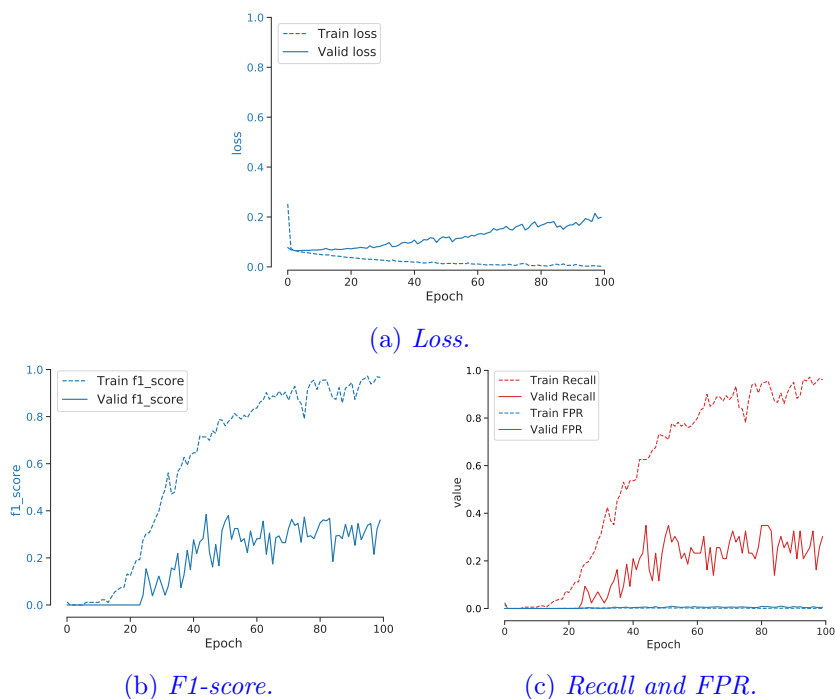 1.0
Train loss
Valid loss
0.8
0.6
loss
0.4
0.2
0.0
0 20 40 60 80 100
Epoch
(a) Loss.
1.0
Train f1_score
Valid f1_score
0.8
0.6
f1_score
0.4
0.2
0.0
0 20 40 60 80 100
Epoch
(b) F1-score.
1.0
Train Recall
Valid Recall
Train FPR
Valid FPR
0.8
0.6
value
0.4
0.2
0.0
0 20 40 60 80 100
Epoch
(c) Recall and FPR.